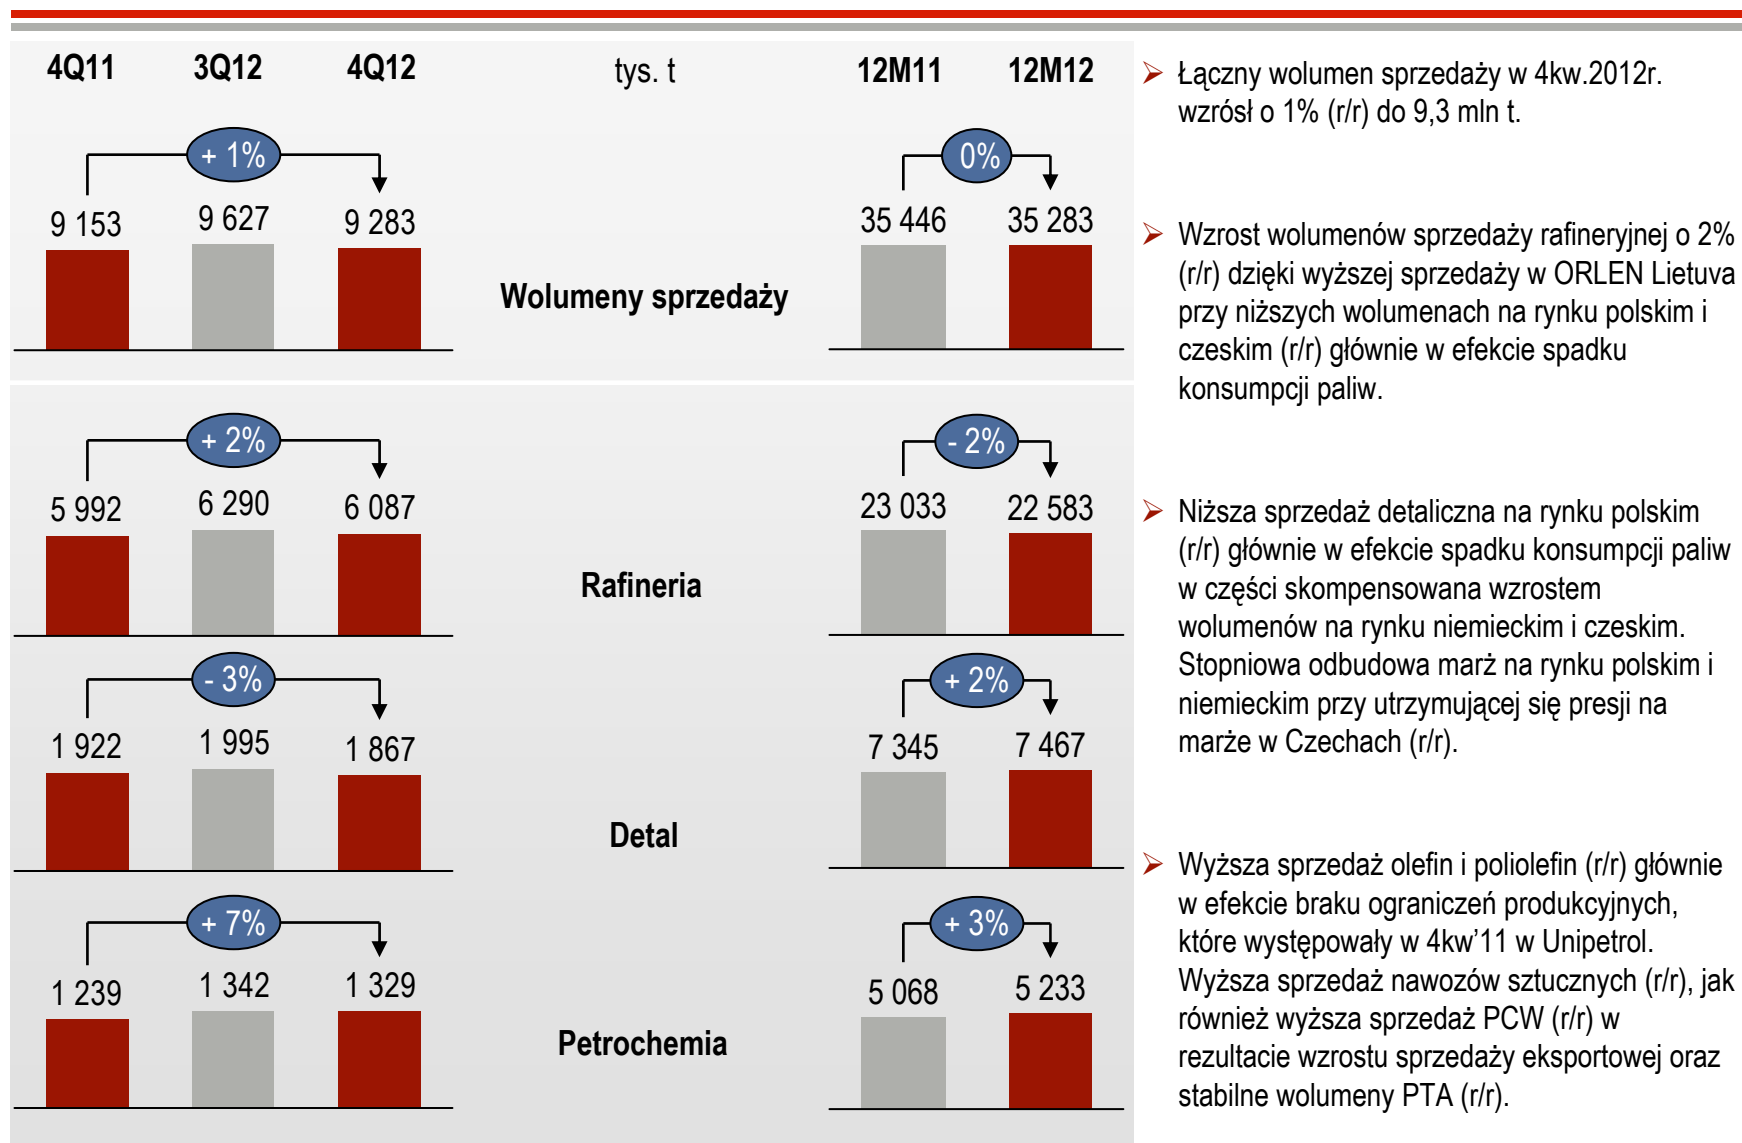 4Q11 3Q12 4Q12 tys. t 12M11 12M12
+ 1% 0%
9 153 9 627 9 283 35 446 35 283
Wolumeny sprzedaży
+ 2% - 2%
5 992 6 290 6 087 23 033 22 583
Rafineria
- 3% + 2%
1 922 1 995 1 867 7 345 7 467
Detal
+ 7% + 3%
1 239 1 342 1 329 5 068 5 233
Petrochemia
Łączny wolumen sprzedaży w 4kw.2012r.
wzrósł o 1% (r/r) do 9,3 mln t.
Wzrost wolumenów sprzedaży rafineryjnej o 2%
(r/r) dzięki wyższej sprzedaży w ORLEN Lietuva
przy niższych wolumenach na rynku polskim i
czeskim (r/r) głównie w efekcie spadku
konsumpcji paliw.
Niższa sprzedaż detaliczna na rynku polskim
(r/r) głównie w efekcie spadku konsumpcji paliw
w części skompensowana wzrostem
wolumenów na rynku niemieckim i czeskim.
Stopniowa odbudowa marż na rynku polskim i
niemieckim przy utrzymującej się presji na
marże w Czechach (r/r).
Wyższa sprzedaż olefin i poliolefin (r/r) głównie
w efekcie braku ograniczeń produkcyjnych,
które występowały w 4kw’11 w Unipetrol.
Wyższa sprzedaż nawozów sztucznych (r/r), jak
również wyższa sprzedaż PCW (r/r) w
rezultacie wzrostu sprzedaży eksportowej oraz
stabilne wolumeny PTA (r/r).